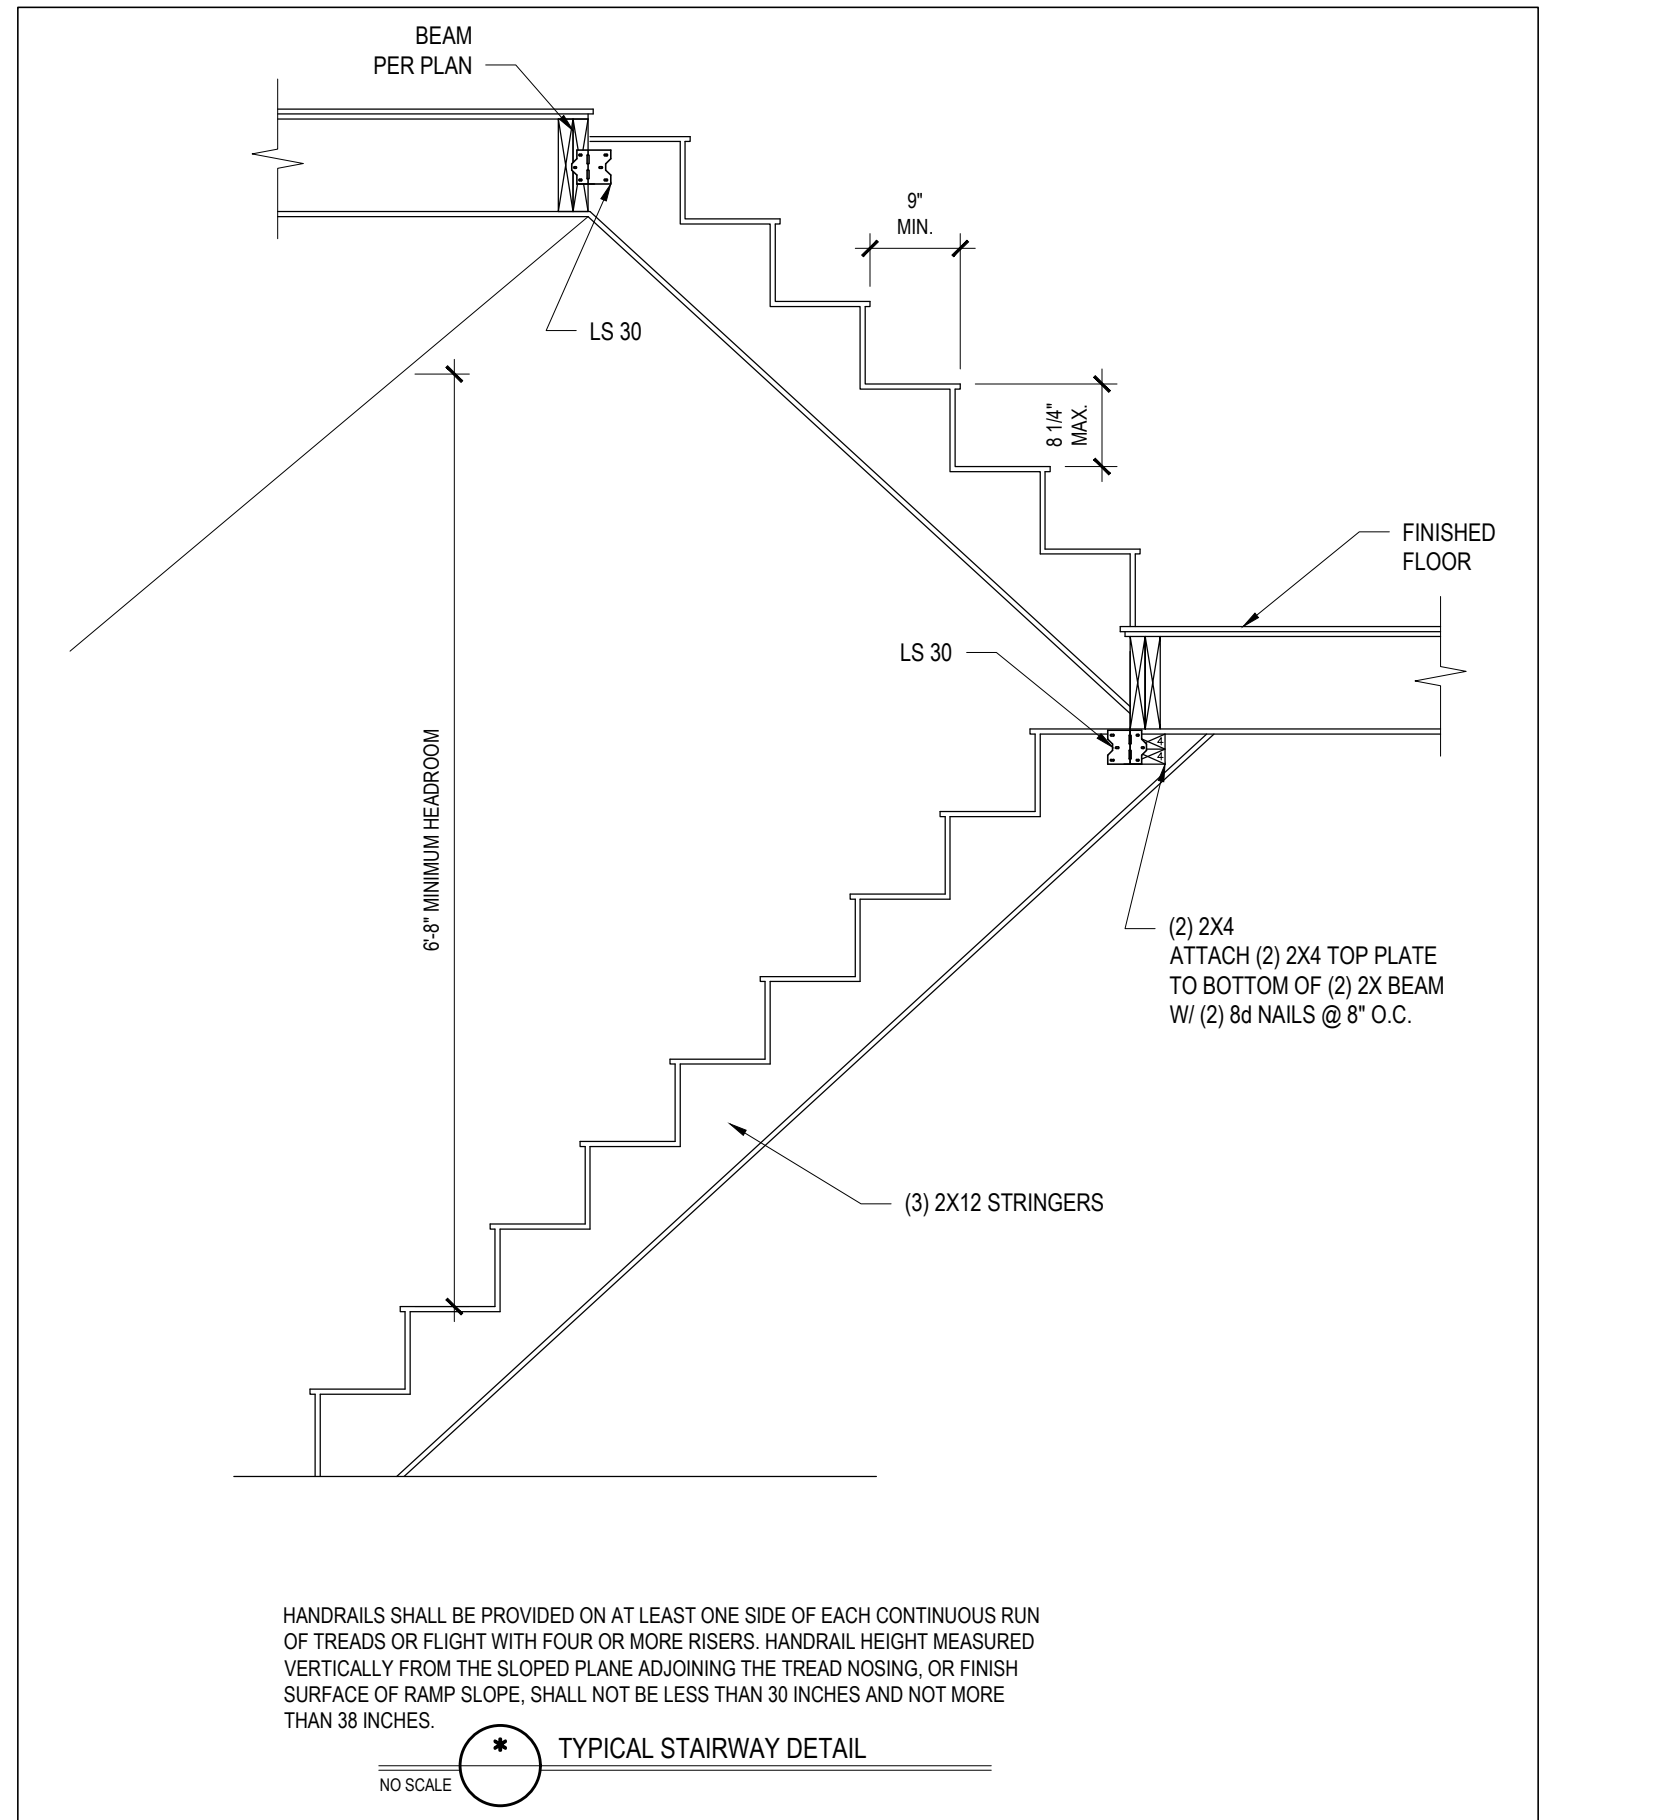 BEAM
PER PLAN
9"
MIN.
LS 30
8 1/4"
MAX.
FINISHED
FLOOR
LS 30
4
4
6'-8" MINIMUM HEADROOM
(2) 2X4
ATTACH (2) 2X4 TOP PLATE
TO BOTTOM OF (2) 2X BEAM
W/ (2) 8d NAILS @ 8" O.C.
(3) 2X12 STRINGERS
HANDRAILS SHALL BE PROVIDED ON AT LEAST ONE SIDE OF EACH CONTINUOUS RUN
OF TREADS OR FLIGHT WITH FOUR OR MORE RISERS. HANDRAIL HEIGHT MEASURED
VERTICALLY FROM THE SLOPED PLANE ADJOINING THE TREAD NOSING, OR FINISH
SURFACE OF RAMP SLOPE, SHALL NOT BE LESS THAN 30 INCHES AND NOT MORE
THAN 38 INCHES.
*
TYPICAL STAIRWAY DETAIL
NO SCALE